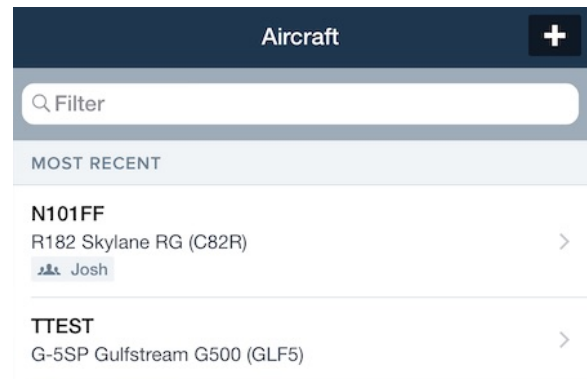 Aircraft
Filter
MOST RECENT
N101FF
R182 Skylane RG (C82R)
Josh
TTEST
G-5SP Gulfstream G500 (GLF5)